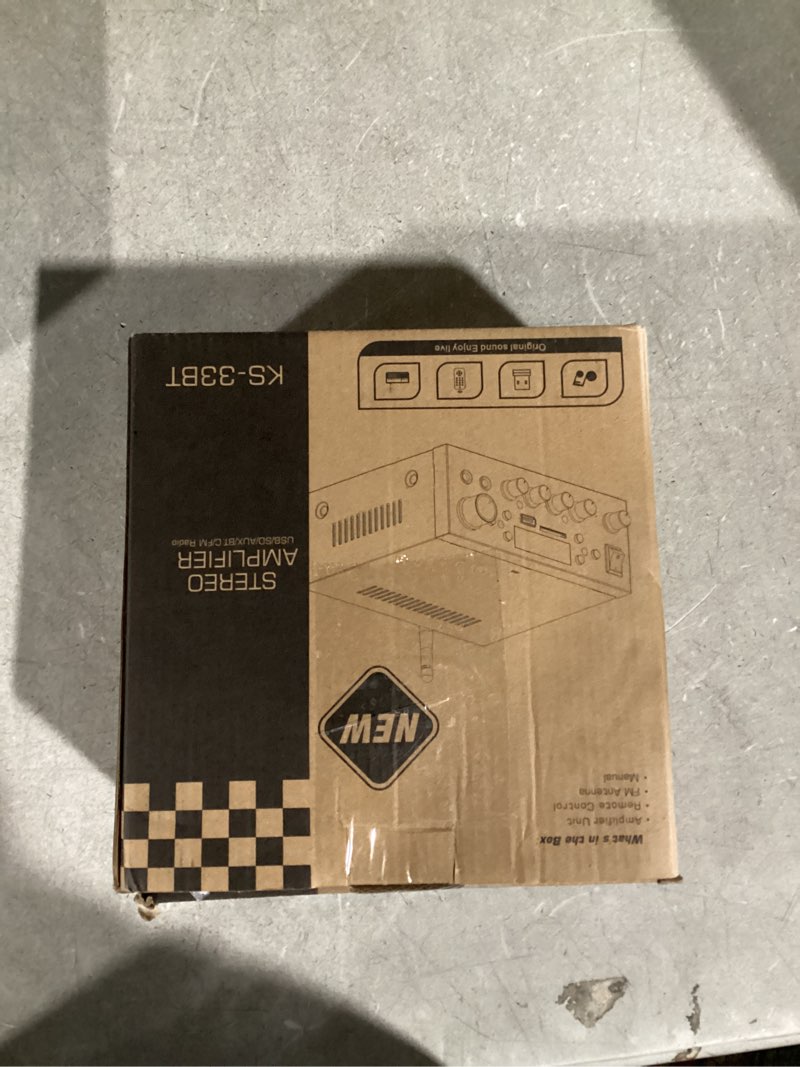 What's in the Box
• Amplifier Unit
• Remote Control
• FM Antenna
• Manual
NEW
STEREO
AMPLIFIER
USB/SD/AUX/BT C/FM Radio
KS-33BT
Original sound Enjoy live